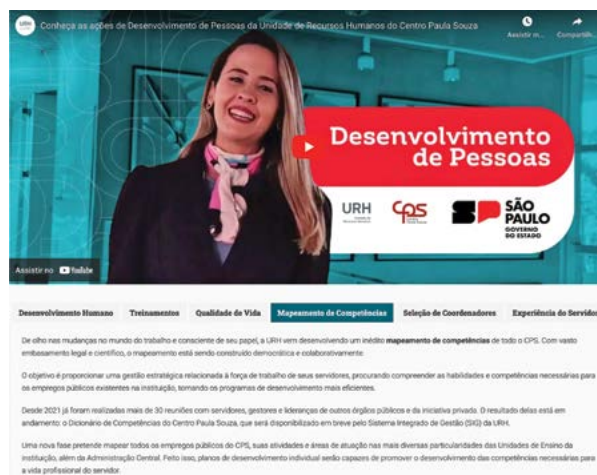 Conheça as ações de Desenvolvimento de Pessoas da Unidade de Recursos Humanos do Centro Paula Souza
Assistir m...
Compartilh...
Desenvolvimento
de Pessoas
URH
CPS
SÃO
PAULO
GOVERNO
DO ESTADO
Assistir no YouTube
Desenvolvimento Humano Treinamentos Qualidade de Vida Mapeamento de Competências Seleção de Coordenadores Experiência do Servidor
De olho nas mudanças no mundo do trabalho e consciente de seu papel, a URH vem desenvolvendo um inédito mapeamento de competências de todo o CPS. Com vasto
embasamento legal e científico, o mapeamento está sendo construído democrática e colaborativamente.
O objetivo é proporcionar uma gestão estratégica relacionada à força de trabalho de seus servidores, procurando compreender as habilidades e competências necessárias para
os empregos públicos existentes na instituição, tornando os programas de desenvolvimento mais eficientes.
Desde 2021 já foram realizadas mais de 30 reuniões com servidores, gestores e lideranças de outros órgãos públicos e da iniciativa privada. O resultado delas está em
andamento: o Dicionário de Competências do Centro Paula Souza, que será disponibilizado em breve pelo Sistema Integrado de Gestão (SIG) da URH.
Uma nova fase pretende mapear todos os empregos públicos do CPS, suas atividades e áreas de atuação nas mais diversas particularidades das Unidades de Ensino da
instituição, além da Administração Central. Feito isso, planos de desenvolvimento individual serão capazes de promover o desenvolvimento das competências necessárias para
a vida profissional do servidor.